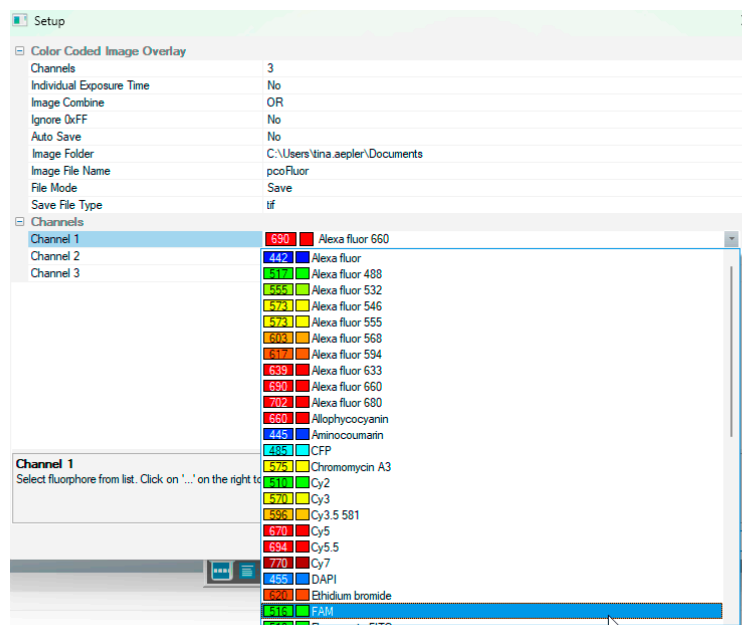 Setup
Color Coded Image Overlay
Channels 3
Individual Exposure Time No
Image Combine OR
Ignore 0xFF No
Auto Save No
Image Folder C:\Users\tina.aepler\Documents
Image File Name pcoFluor
File Mode Save
Save File Type tif
Channels
Channel 1 690 Alexa fluor 660
Channel 2
Channel 3
442 Alexa fluor
517 Alexa fluor 488
555 Alexa fluor 532
573 Alexa fluor 546
573 Alexa fluor 555
603 Alexa fluor 568
617 Alexa fluor 594
639 Alexa fluor 633
690 Alexa fluor 660
702 Alexa fluor 680
660 Allophycocyanin
445 Aminocoumarin
485 CFP
575 Chromomycin A3
510 Cy2
570 Cy3
596 Cy3.5 581
670 Cy5
694 Cy5.5
770 Cy7
455 DAPI
620 Ethidium bromide
516 FAM
Channel 1
Select fluorphore from list. Click on '...' on the right to